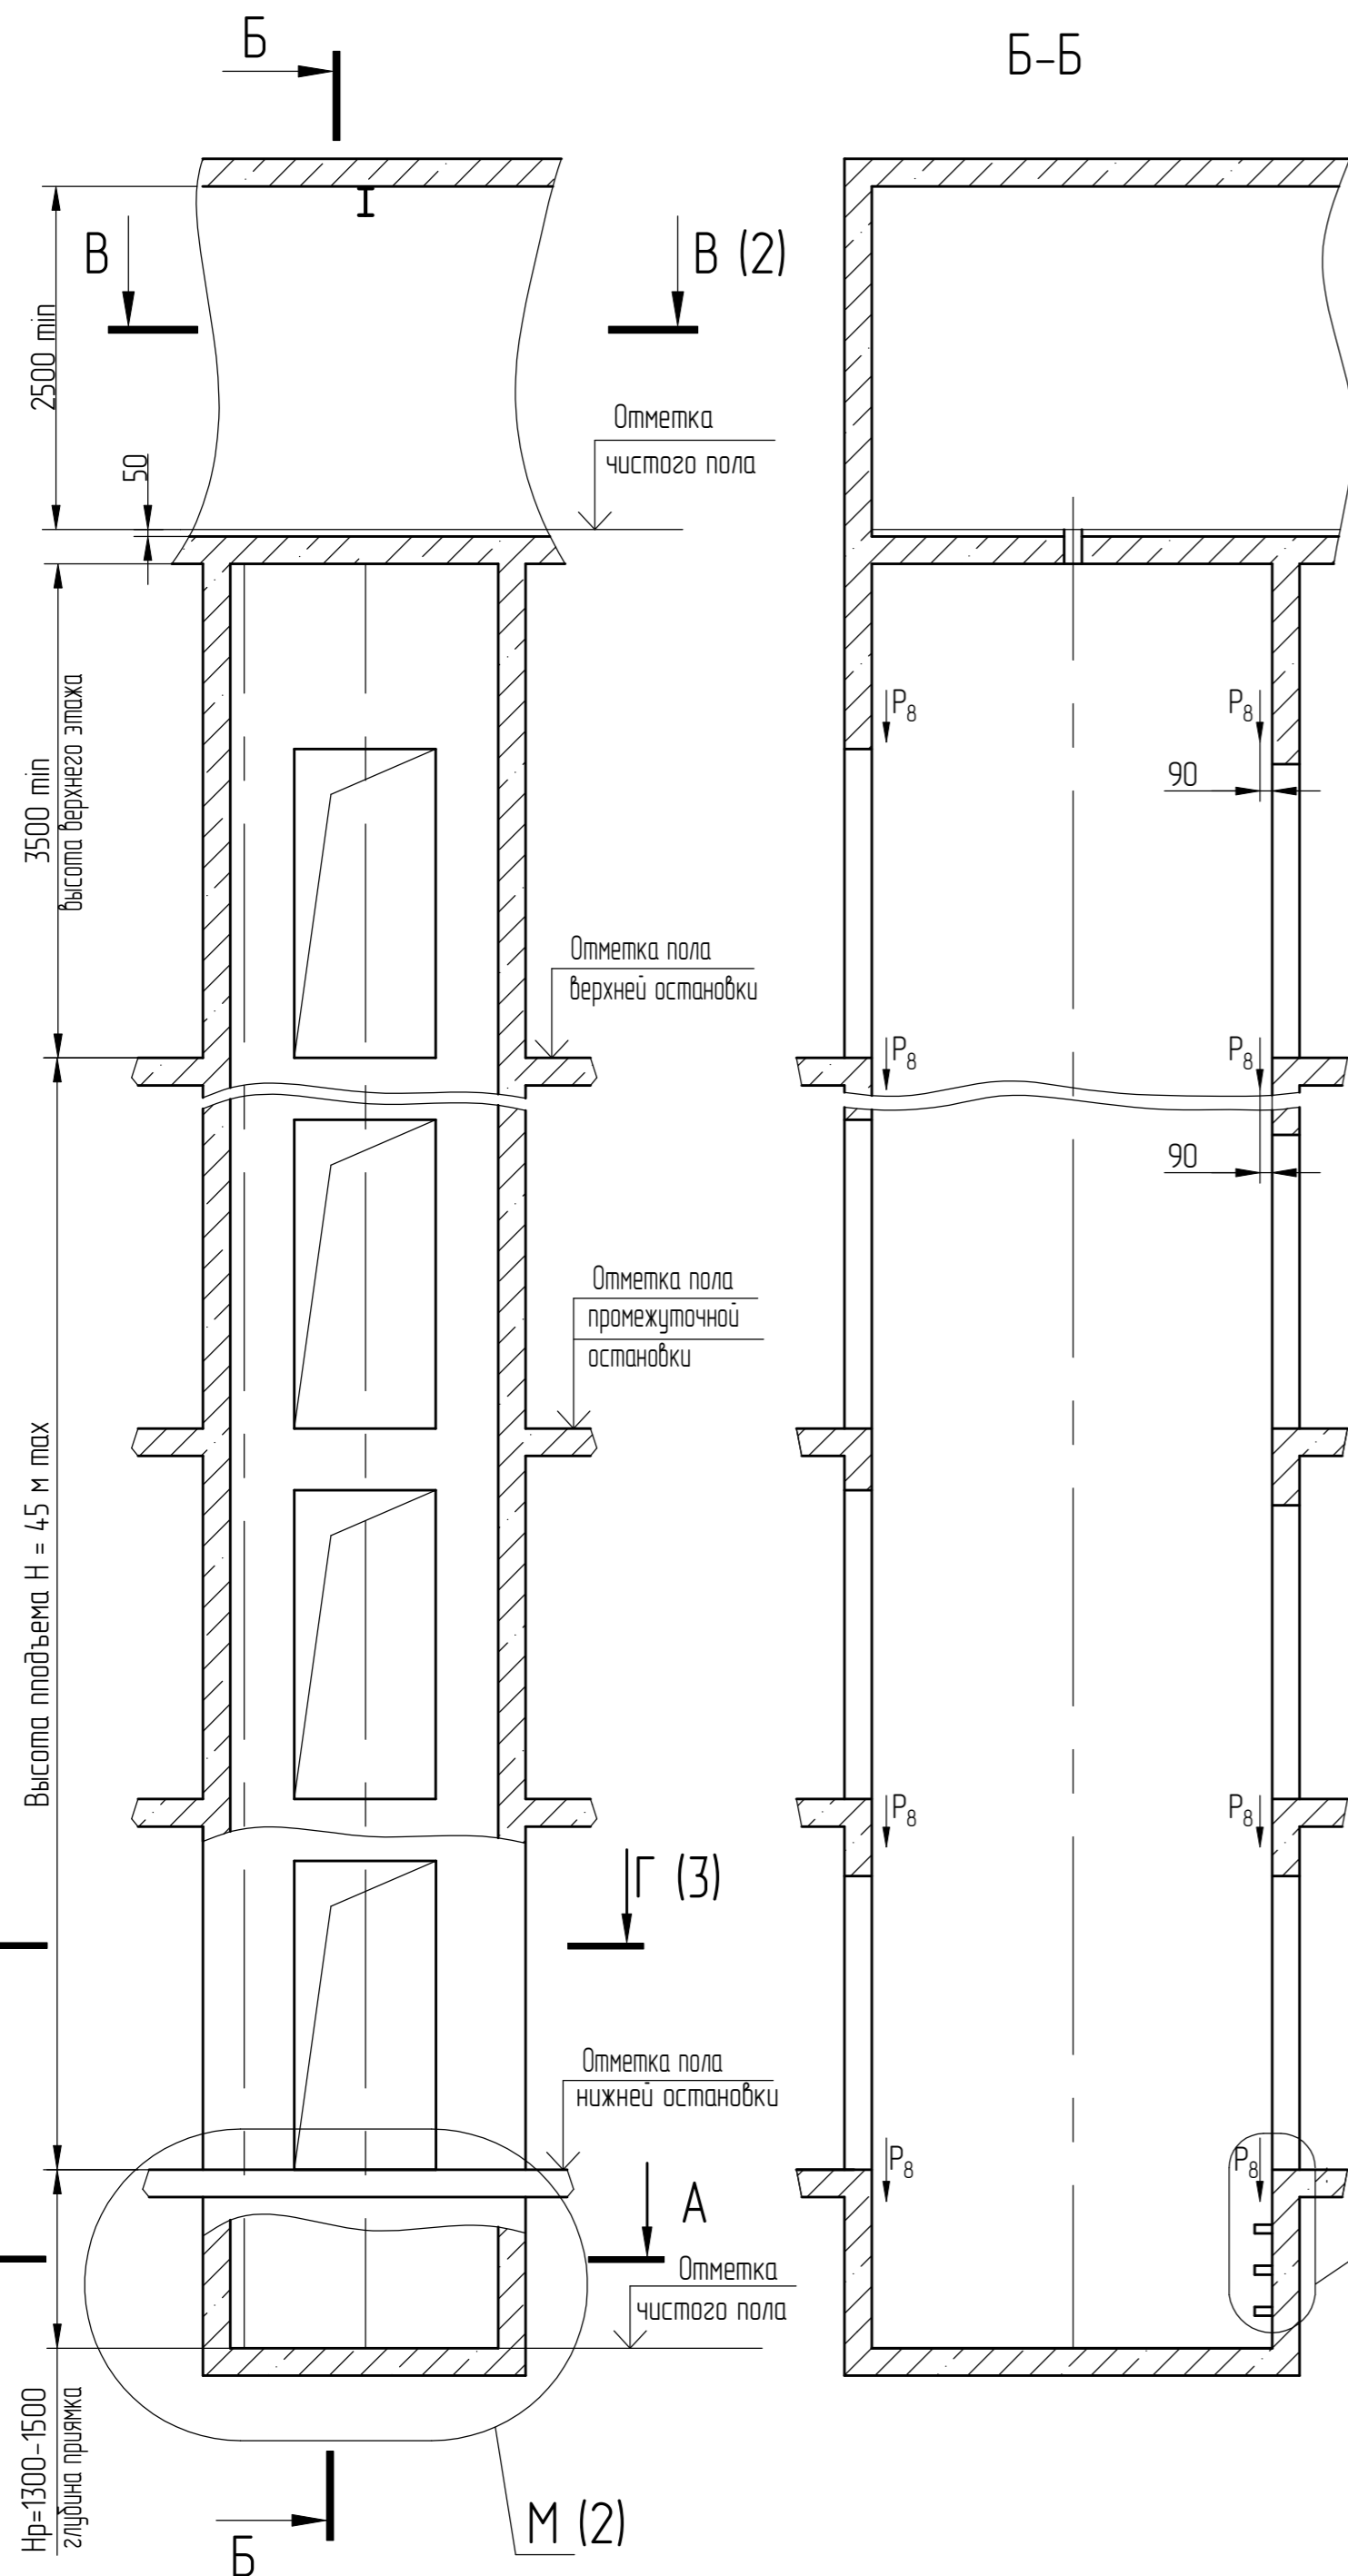 Б
Б-Б
В
В (2)
2500 min
50
Отметка
чистого пола
3500 min
высота верхнего этажа
P8
P8
90
Отметка пола
верхней остановки
P8
P8
90
Отметка пола
промежуточной
остановки
Высота пподъема H = 45 м max
P8
P8
Г (3)
Отметка пола
нижней остановки
P8
P8
А
Отметка
чистого пола
Нр=1300-1500
глубина приямка
М (2)
Б